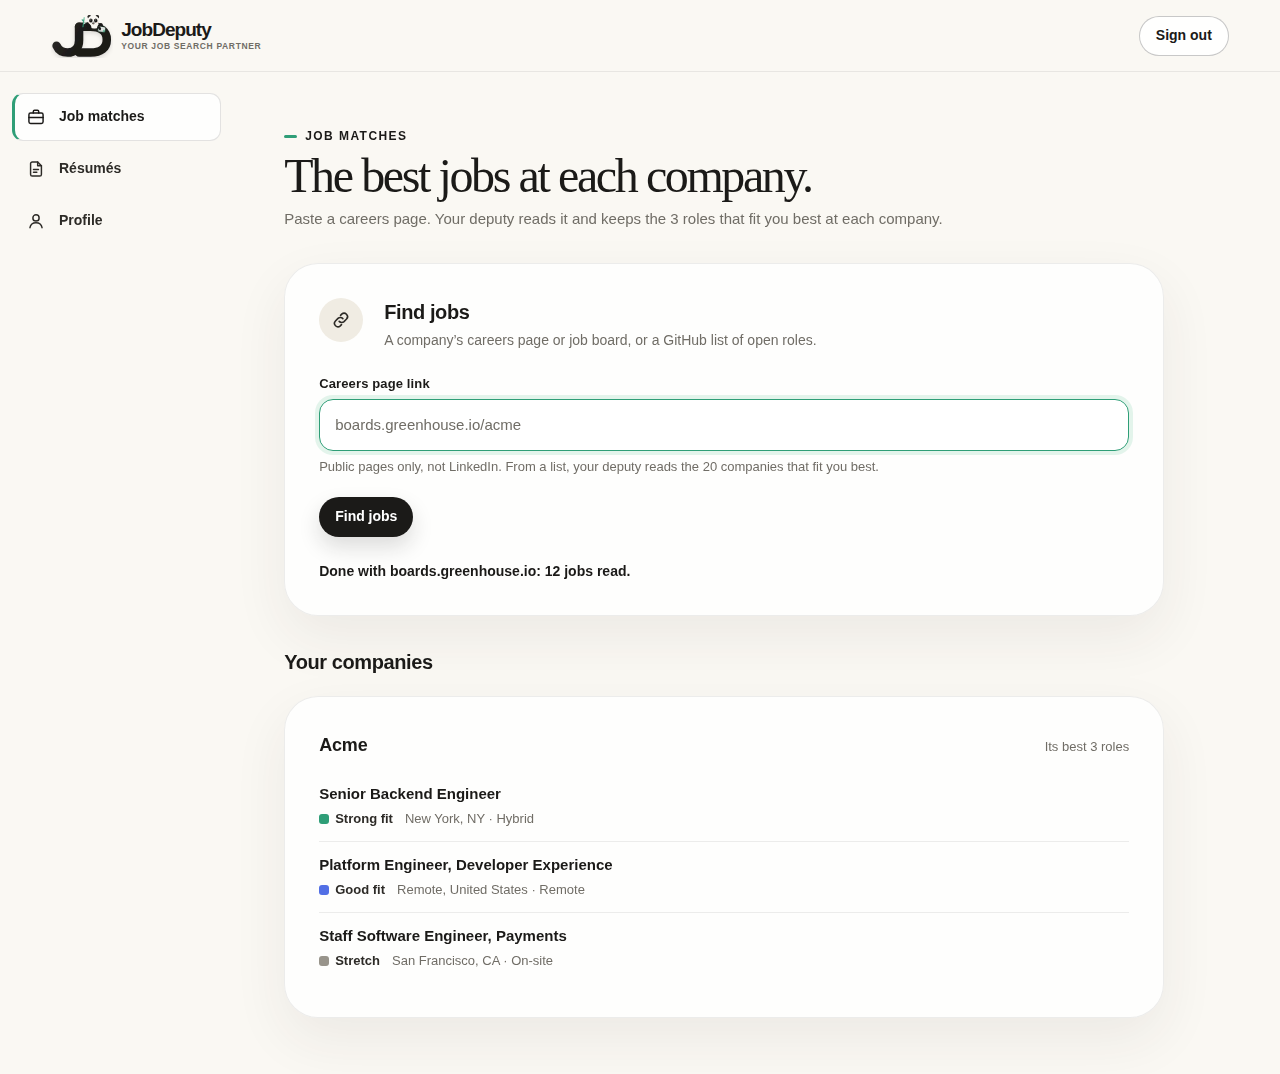 JobDeputy
YOUR JOB SEARCH PARTNER
Sign out
Job matches
Résumés
Profile
JOB MATCHES
The best jobs at each company.
Paste a careers page. Your deputy reads it and keeps the 3 roles that fit you best at each company.
Find jobs
A company’s careers page or job board, or a GitHub list of open roles.
Careers page link
boards.greenhouse.io/acme
Public pages only, not LinkedIn. From a list, your deputy reads the 20 companies that fit you best.
Find jobs
Done with boards.greenhouse.io: 12 jobs read.
Your companies
Acme
Its best 3 roles
Senior Backend Engineer
Strong fit New York, NY · Hybrid
Platform Engineer, Developer Experience
Good fit Remote, United States · Remote
Staff Software Engineer, Payments
Stretch San Francisco, CA · On-site